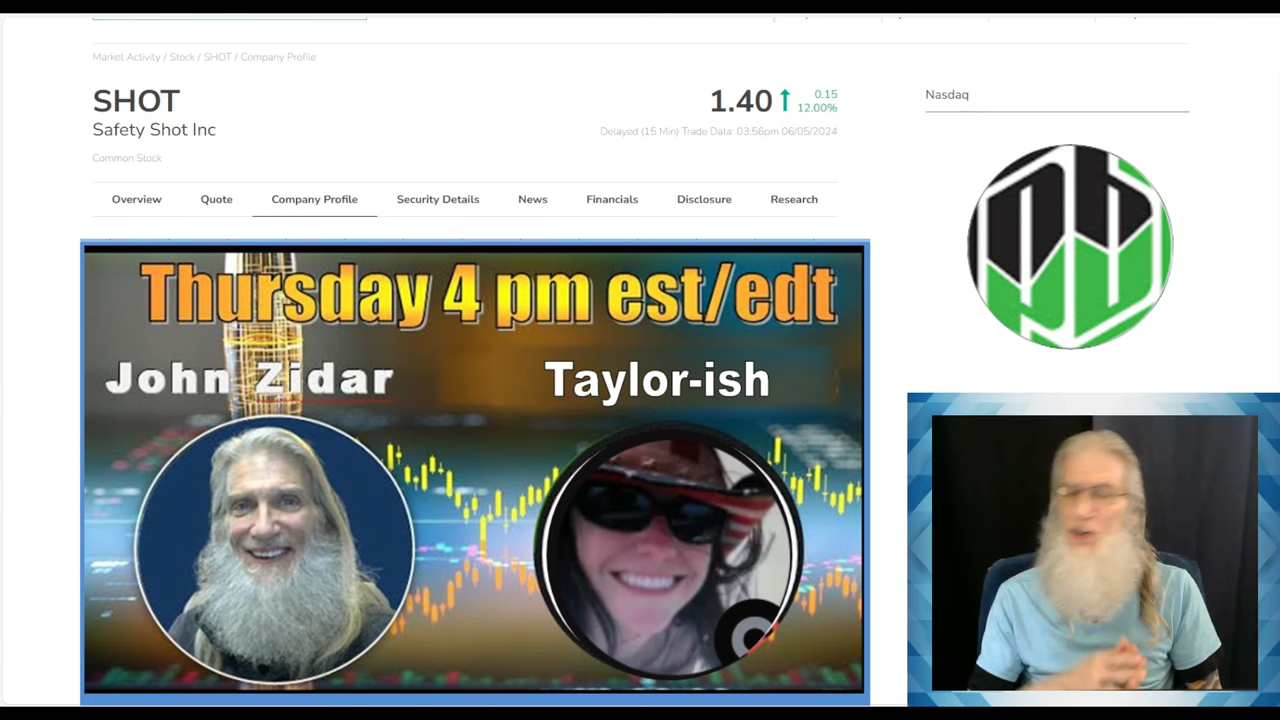 Market Activity / Stock / SHOT / Company Profile
SHOT
Safety Shot Inc
Common Stock
1.40
0.15
12.00%
Delayed (15 Min) Trade Data: 03:56pm 06/05/2024
Nasdaq
Overview Quote Company Profile Security Details News Financials Disclosure Research
Thursday 4 pm est/edt
John Zidar
Taylor-ish